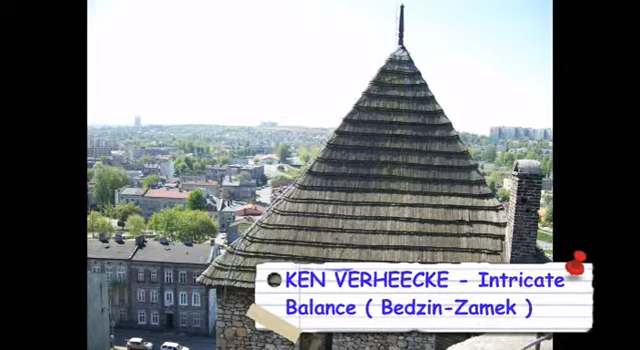 KEN VERHEECKE - Intricate
Balance ( Bedzin-Zamek )